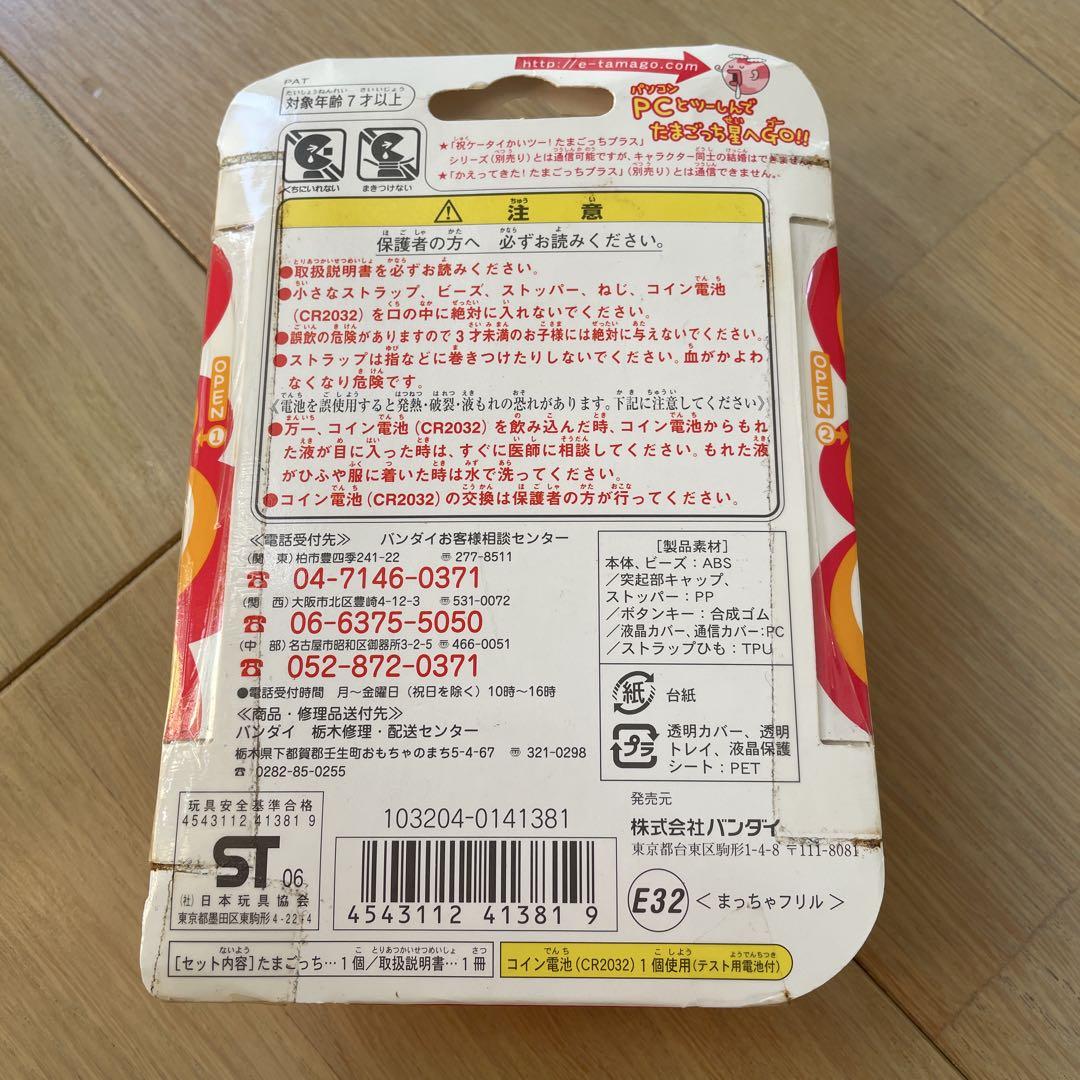 http://e-tamago.com
パソコン
PCとツーしんで
たまごっち星へGO!!
PAT
対象年齢7才以上
くちにいれない
まきつけない
★「祝ケータイかいツー!たまごっちプラス」
シリーズ(別売り)とは通信可能ですが、キャラクター同士の結婚はできません。
★「かえってきた!たまごっちプラス」(別売り)とは通信できません。
注意
保護者の方へ 必ずお読みください。
●取扱説明書を必ずお読みください。
●小さなストラップ、ビーズ、ストッパー、ねじ、コイン電池
(CR2032)を口の中に絶対に入れないでください。
●誤飲の危険がありますので3才未満のお子様には絶対に与えないでください。
●ストラップは指などに巻きつけたりしないでください。血がかよわ
なくなり危険です。
《電池を誤使用すると発熱・破裂・液もれの恐れがあります。下記に注意してください》
●万一、コイン電池(CR2032)を飲み込んだ時、コイン電池からもれ
た液が目に入った時は、すぐに医師に相談してください。もれた液
がひふや服に着いた時は水で洗ってください。
●コイン電池(CR2032)の交換は保護者の方が行ってください。
OPEN
1
OPEN
2
≪電話受付先≫ バンダイお客様相談センター
(関 東)柏市豊四季241-22 〒277-8511
☎ 04-7146-0371
(関 西)大阪市北区豊崎4-12-3 〒531-0072
☎ 06-6375-5050
(中 部)名古屋市昭和区御器所3-2-5 〒466-0051
☎ 052-872-0371
●電話受付時間 月〜金曜日(祝日を除く)10時〜16時
≪商品・修理品送付先≫
バンダイ 栃木修理・配送センター
栃木県下都賀郡壬生町おもちゃのまち5-4-67 〒321-0298
☎ 0282-85-0255
[製品素材]
本体、ビーズ:ABS
/突起部キャップ、
ストッパー:PP
/ボタンキー:合成ゴム
/液晶カバー、通信カバー:PC
/ストラップひも:TPU
紙 台紙
プラ 透明カバー、透明
トレイ、液晶保護
シート:PET
玩具安全基準合格
4543112 41381 9
ST 06
(社)日本玩具協会
東京都墨田区東駒形4-22-4
103204-0141381
4543112 41381 9
発売元
株式会社バンダイ
東京都台東区駒形1-4-8 〒111-8081
E32 <まっちゃフリル>
[セット内容]たまごっち…1個/取扱説明書…1冊
コイン電池(CR2032)1個使用(テスト用電池付)